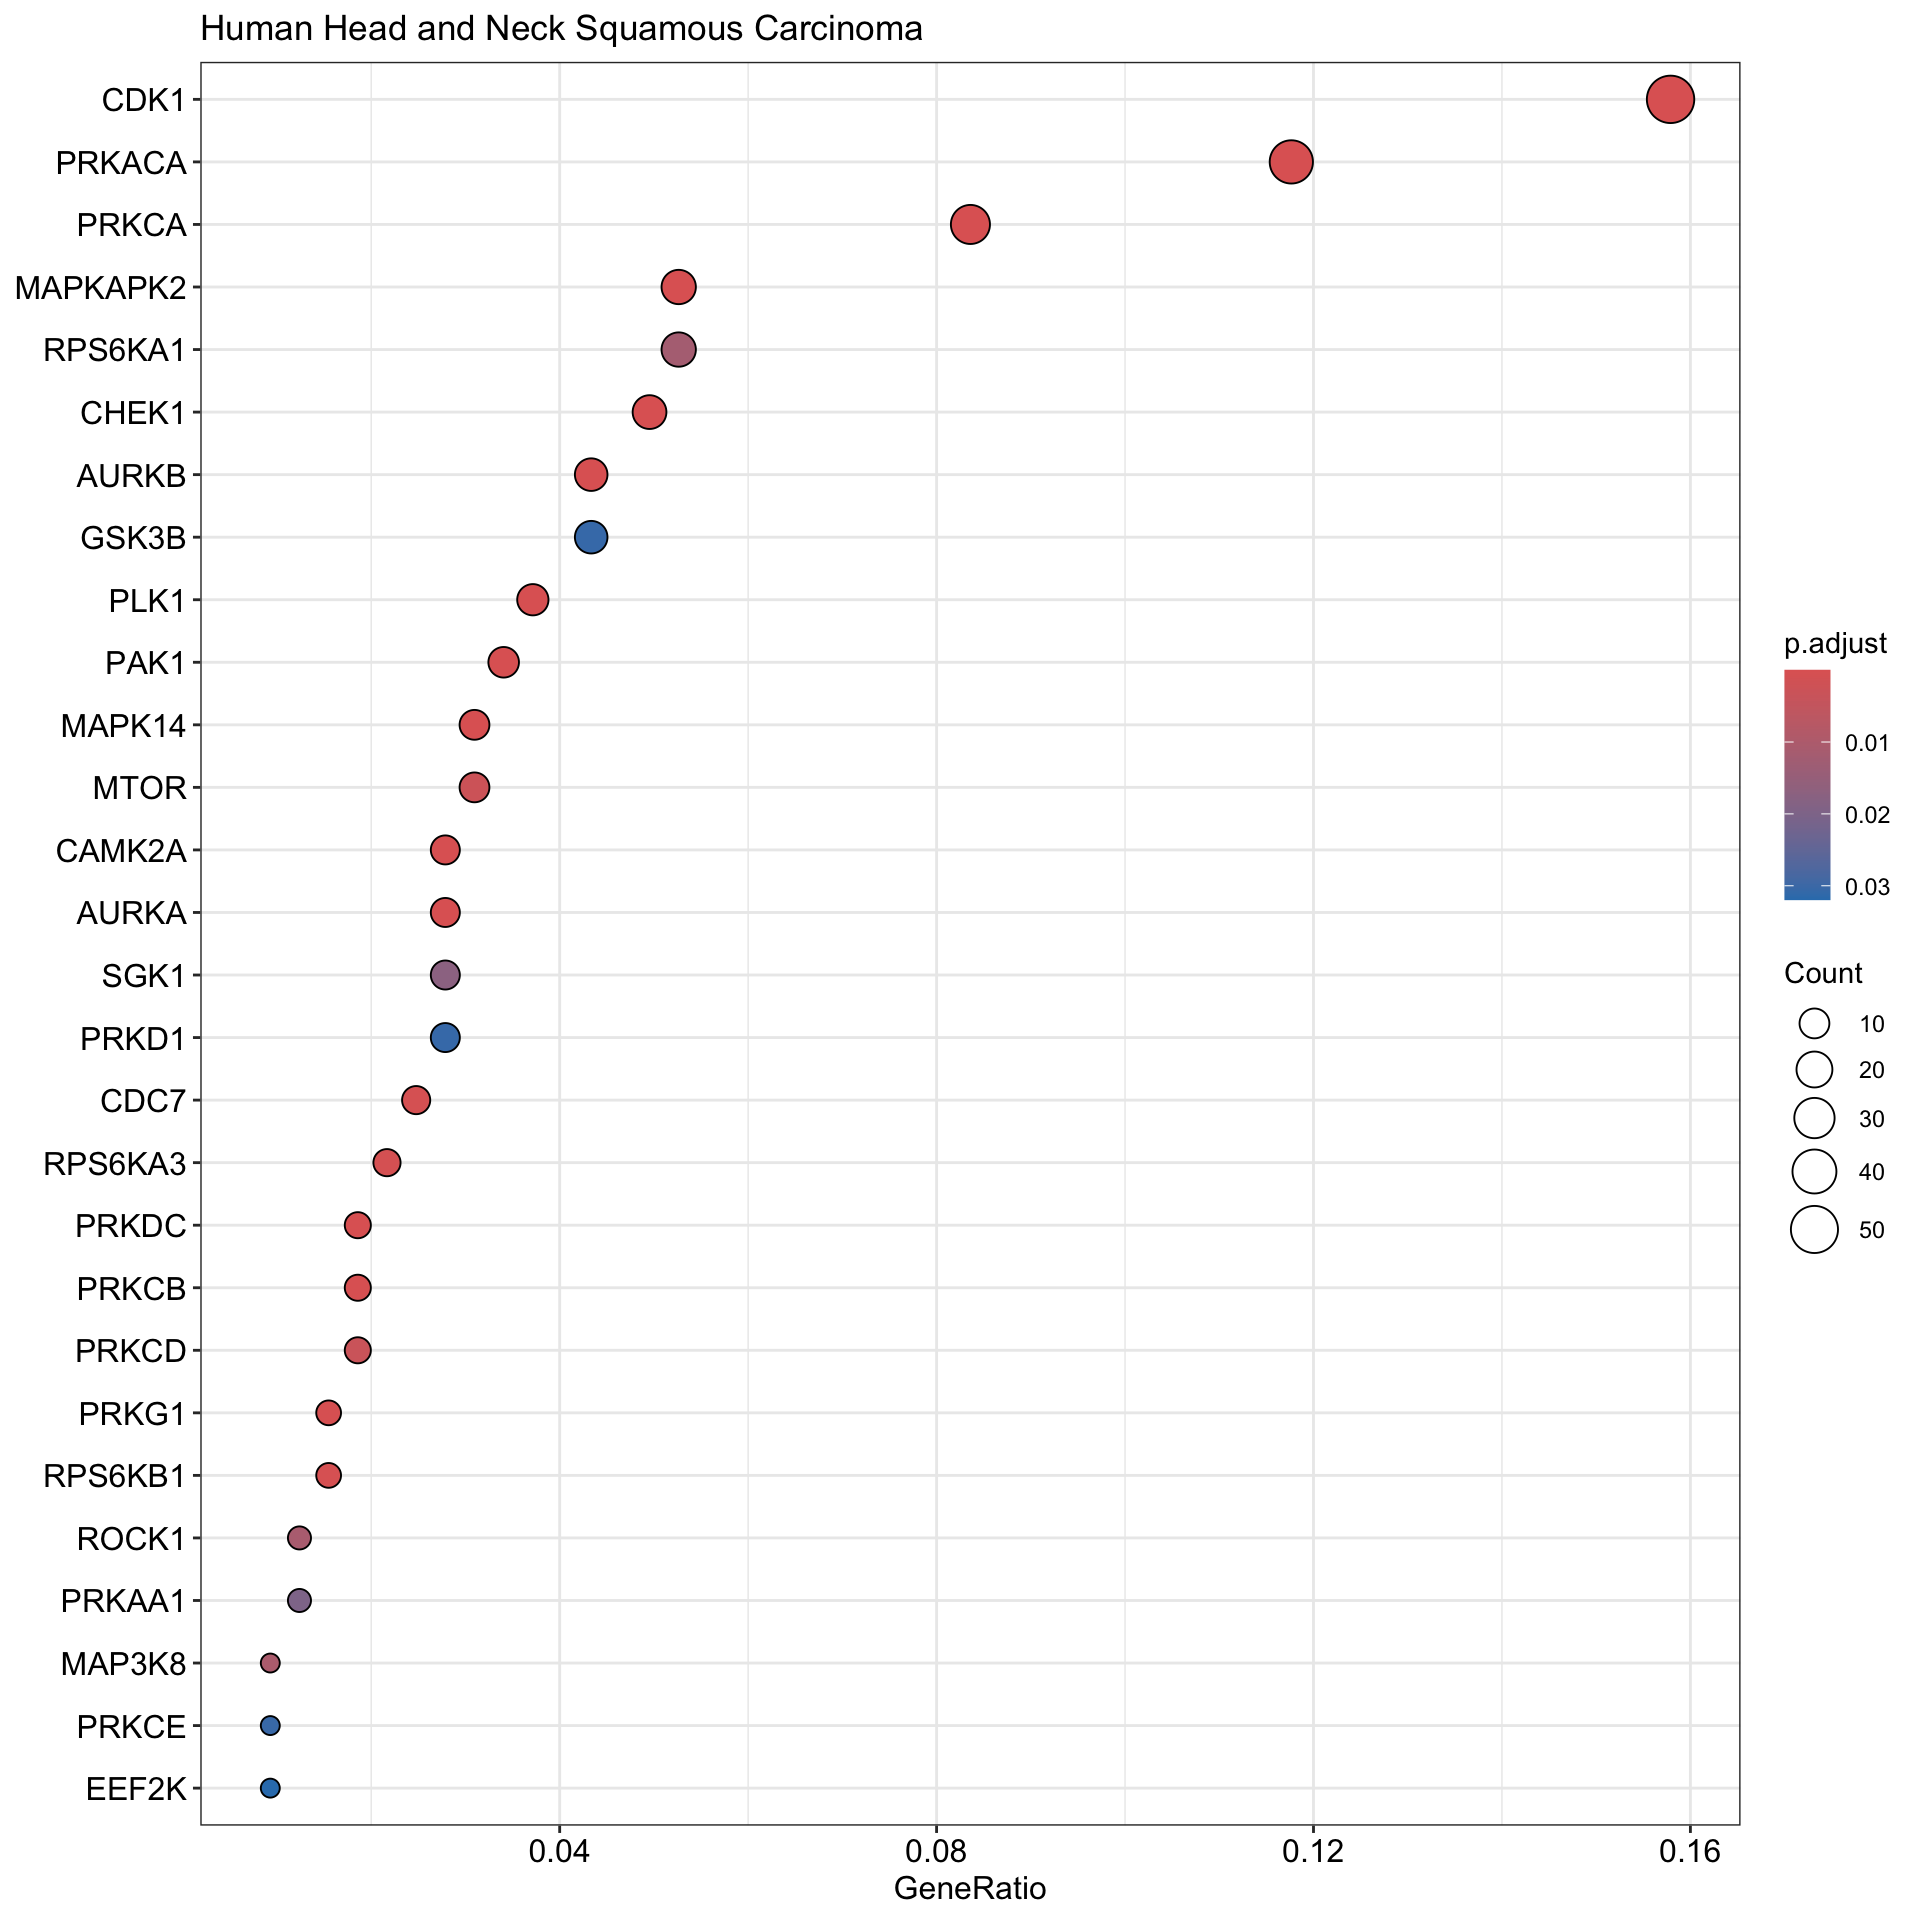 Human Head and Neck Squamous Carcinoma
CDK1
PRKACA
PRKCA
MAPKAPK2
RPS6KA1
CHEK1
AURKB
GSK3B
PLK1
PAK1
MAPK14
MTOR
CAMK2A
AURKA
SGK1
PRKD1
CDC7
RPS6KA3
PRKDC
PRKCB
PRKCD
PRKG1
RPS6KB1
ROCK1
PRKAA1
MAP3K8
PRKCE
EEF2K
0.04 0.08 0.12 0.16
GeneRatio
p.adjust
0.01
0.02
0.03
Count
10
20
30
40
50